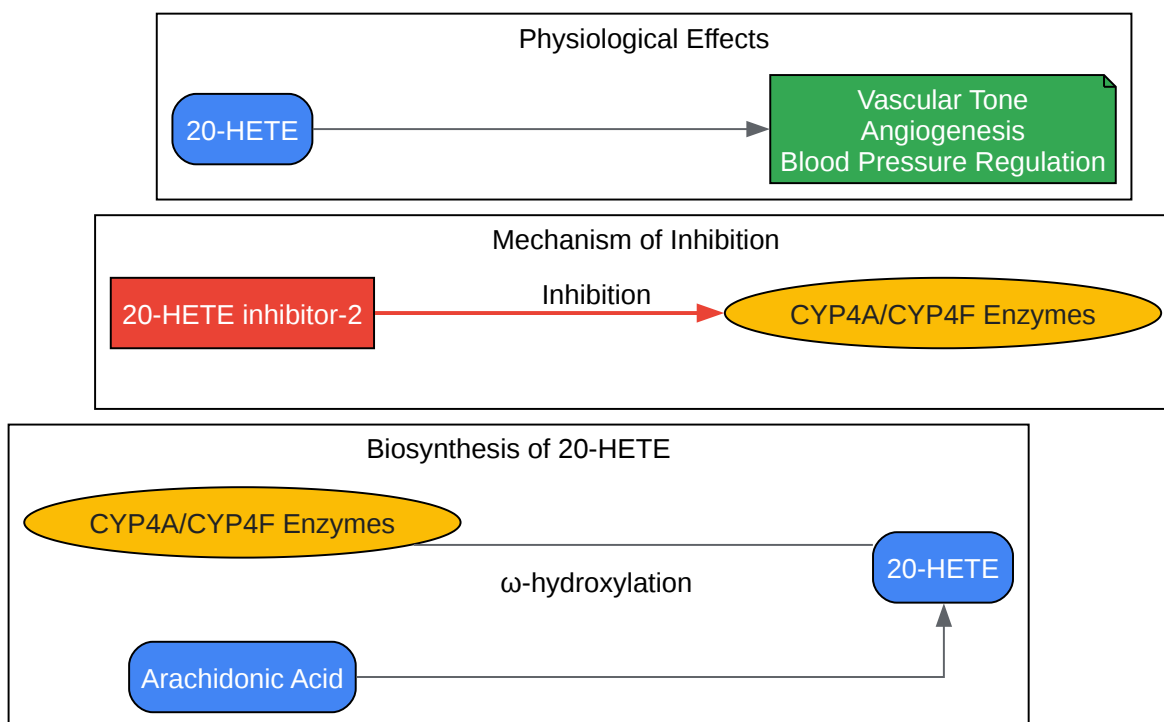 Physiological Effects
20-HETE
Vascular Tone
Angiogenesis
Blood Pressure Regulation
Mechanism of Inhibition
20-HETE inhibitor-2
Inhibition
CYP4A/CYP4F Enzymes
Biosynthesis of 20-HETE
CYP4A/CYP4F Enzymes
20-HETE
ω-hydroxylation
Arachidonic Acid